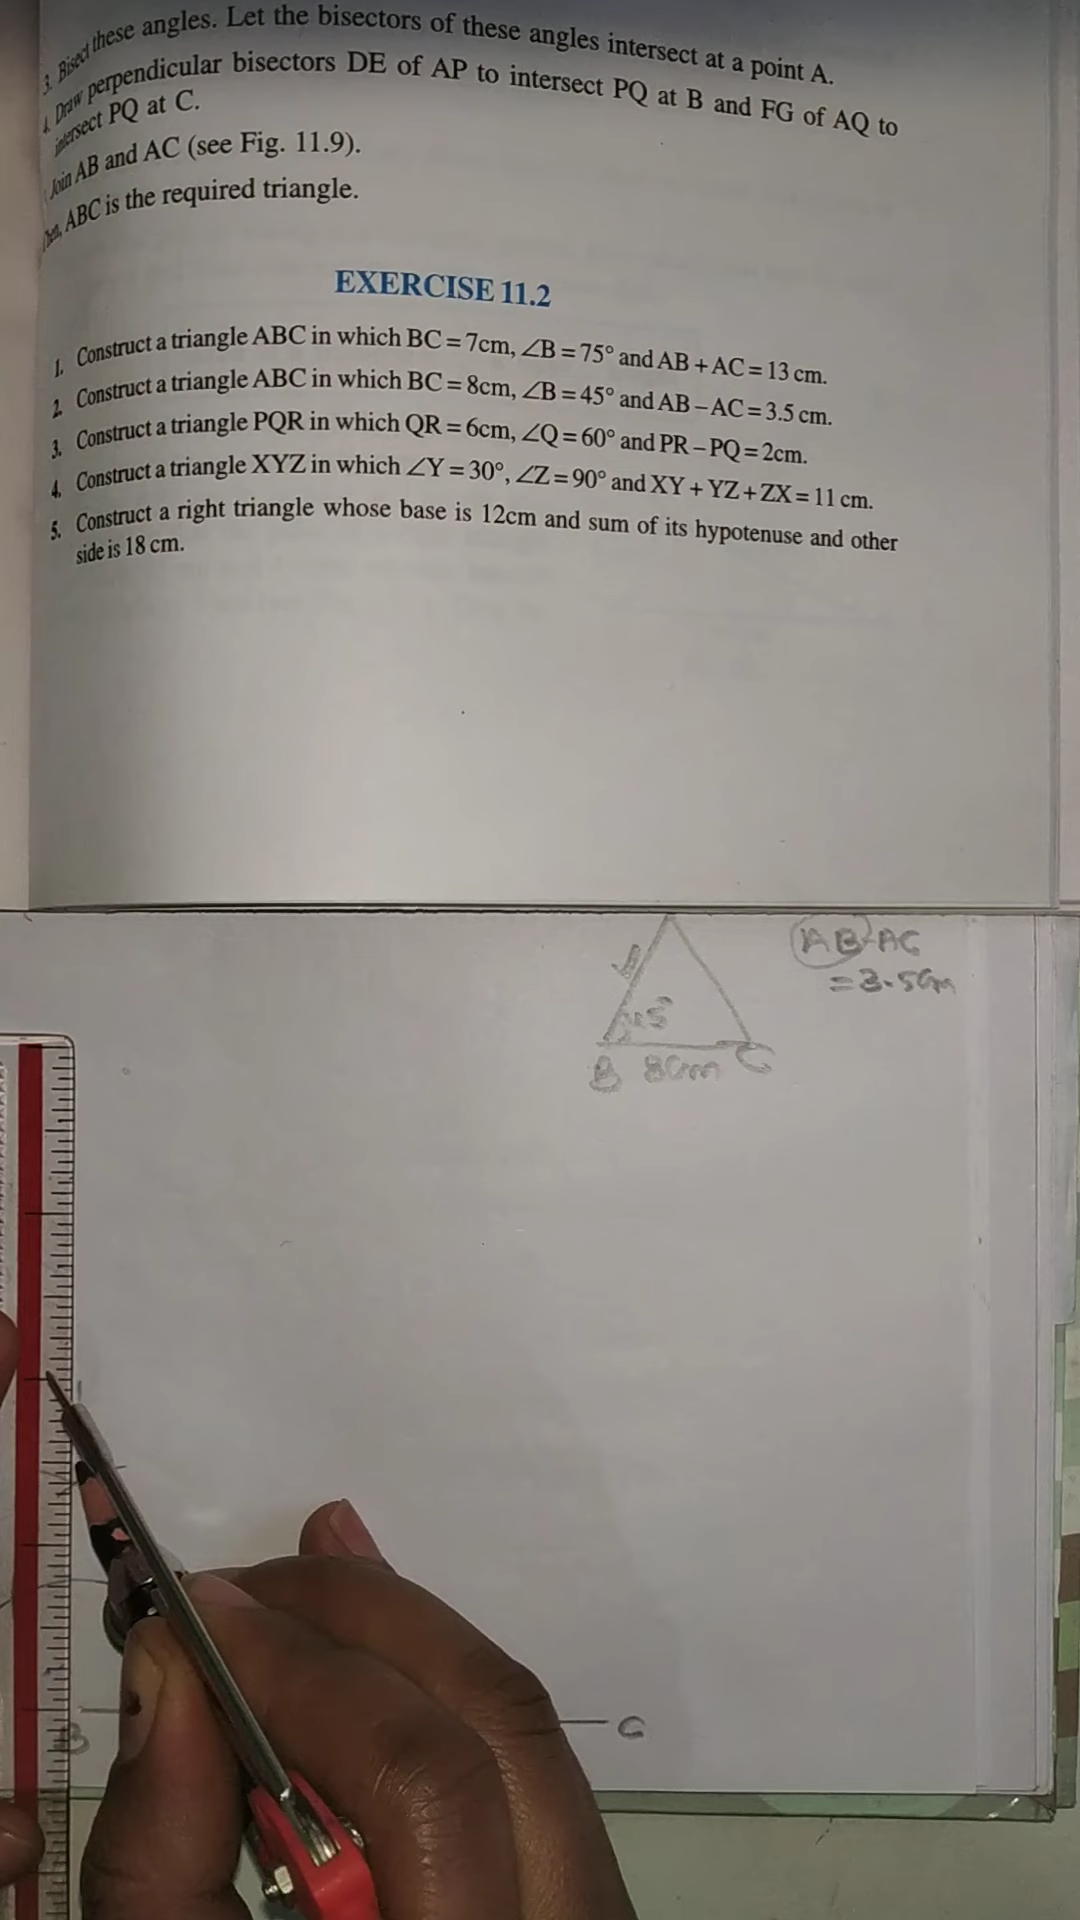 3. Bisect these angles. Let the bisectors of these angles intersect at a point A.
4. Draw perpendicular bisectors DE of AP to intersect PQ at B and FG of AQ to
intersect PQ at C.
Join AB and AC (see Fig. 11.9).
Then, ABC is the required triangle.
EXERCISE 11.2
1. Construct a triangle ABC in which BC = 7cm, ∠B = 75° and AB + AC = 13 cm.
2. Construct a triangle ABC in which BC = 8cm, ∠B = 45° and AB – AC = 3.5 cm.
3. Construct a triangle PQR in which QR = 6cm, ∠Q = 60° and PR – PQ = 2cm.
4. Construct a triangle XYZ in which ∠Y = 30°, ∠Z = 90° and XY + YZ + ZX = 11 cm.
5. Construct a right triangle whose base is 12cm and sum of its hypotenuse and other
side is 18 cm.
AB-AC
=3.5cm
45°
B 8cm C
B C